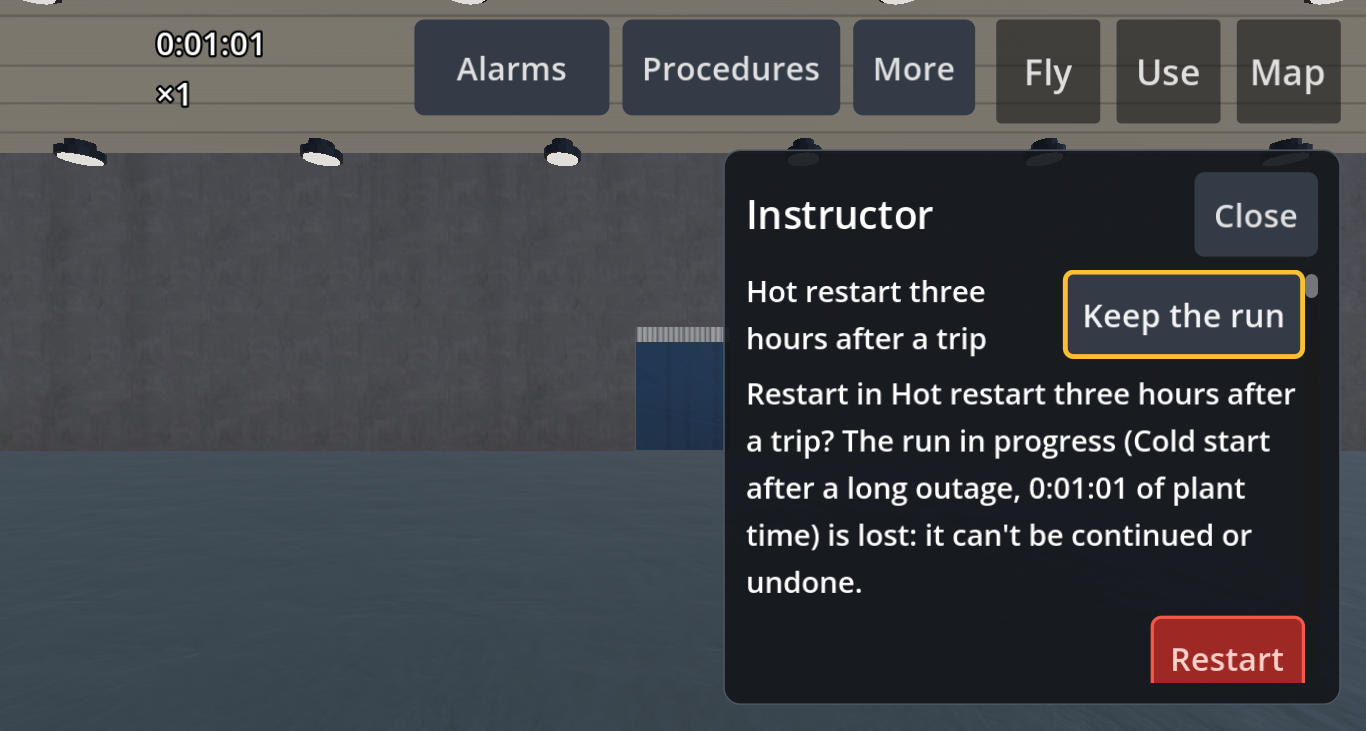 0:01:01
×1
Alarms
Procedures
More
Fly
Use
Map
Instructor
Close
Hot restart three
hours after a trip
Keep the run
Restart in Hot restart three hours after
a trip? The run in progress (Cold start
after a long outage, 0:01:01 of plant
time) is lost: it can't be continued or
undone.
Restart